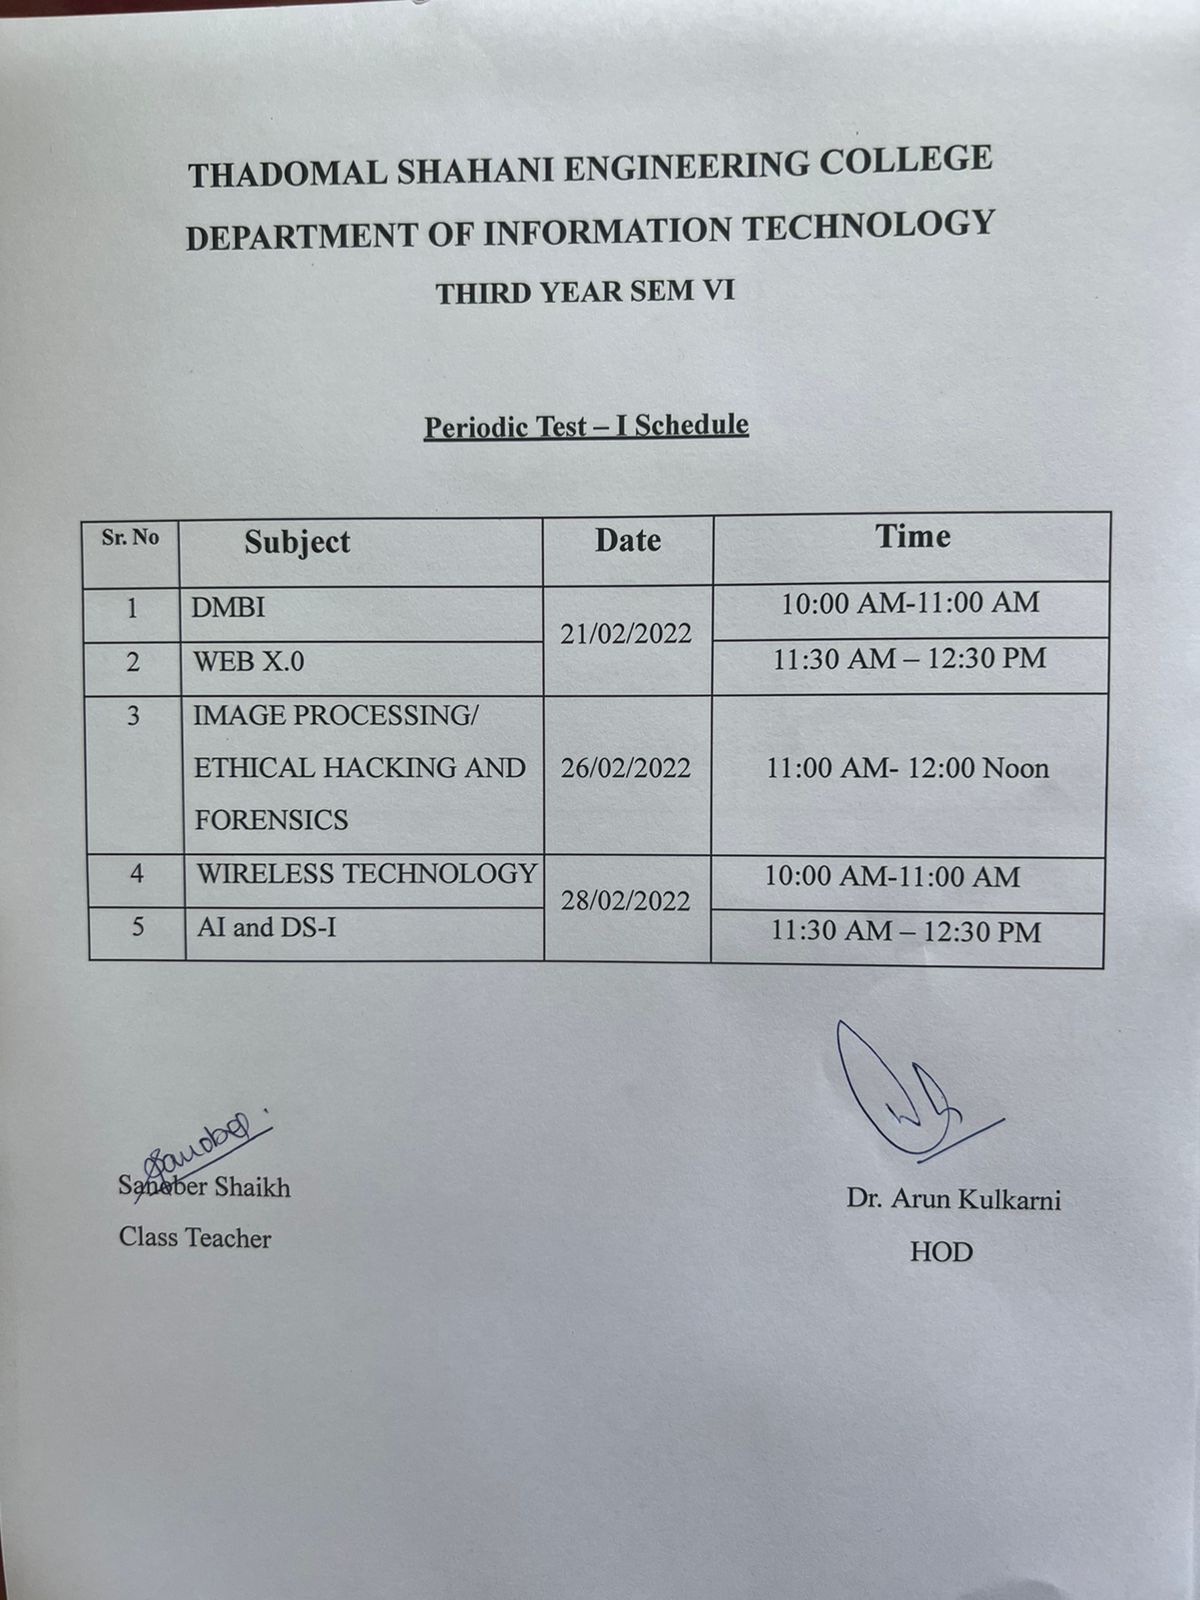 THADOMAL SHAHANI ENGINEERING COLLEGE
DEPARTMENT OF INFORMATION TECHNOLOGY
THIRD YEAR SEM VI
Periodic Test – I Schedule
Sr. No Subject Date Time
1 DMBI 21/02/2022 10:00 AM-11:00 AM
2 WEB X.0 11:30 AM – 12:30 PM
3 IMAGE PROCESSING/
ETHICAL HACKING AND 26/02/2022 11:00 AM- 12:00 Noon
FORENSICS
4 WIRELESS TECHNOLOGY 28/02/2022 10:00 AM-11:00 AM
5 AI and DS-I 11:30 AM – 12:30 PM
Sanober
Sanober Shaikh
Class Teacher
Dr. Arun Kulkarni
HOD